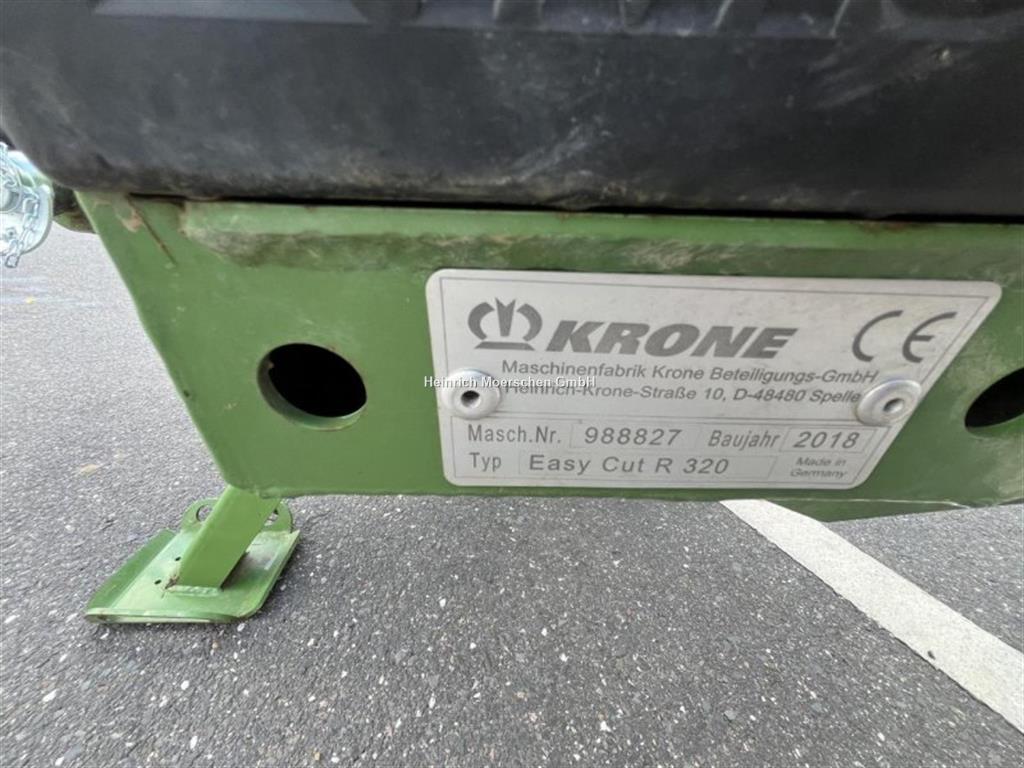 KRONE CE
Maschinenfabrik Krone Beteiligungs-GmbH
Heinrich Moerschen GmbH
Heinrich-Krone-Straße 10, D-48480 Spelle
Masch.Nr. 988827 Baujahr 2018
Typ Easy Cut R 320 Made in
Germany